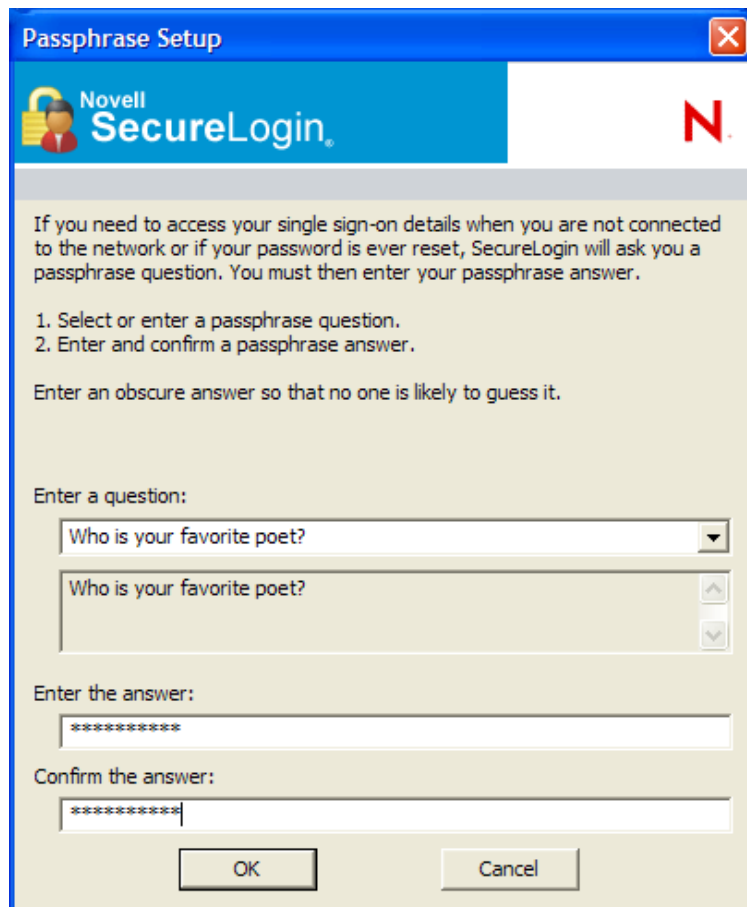 Passphrase Setup
Novell
SecureLogin®
N
If you need to access your single sign-on details when you are not connected
to the network or if your password is ever reset, SecureLogin will ask you a
passphrase question. You must then enter your passphrase answer.
1. Select or enter a passphrase question.
2. Enter and confirm a passphrase answer.
Enter an obscure answer so that no one is likely to guess it.
Enter a question:
Who is your favorite poet?
Who is your favorite poet?
Enter the answer:
**********
Confirm the answer:
**********
OK
Cancel